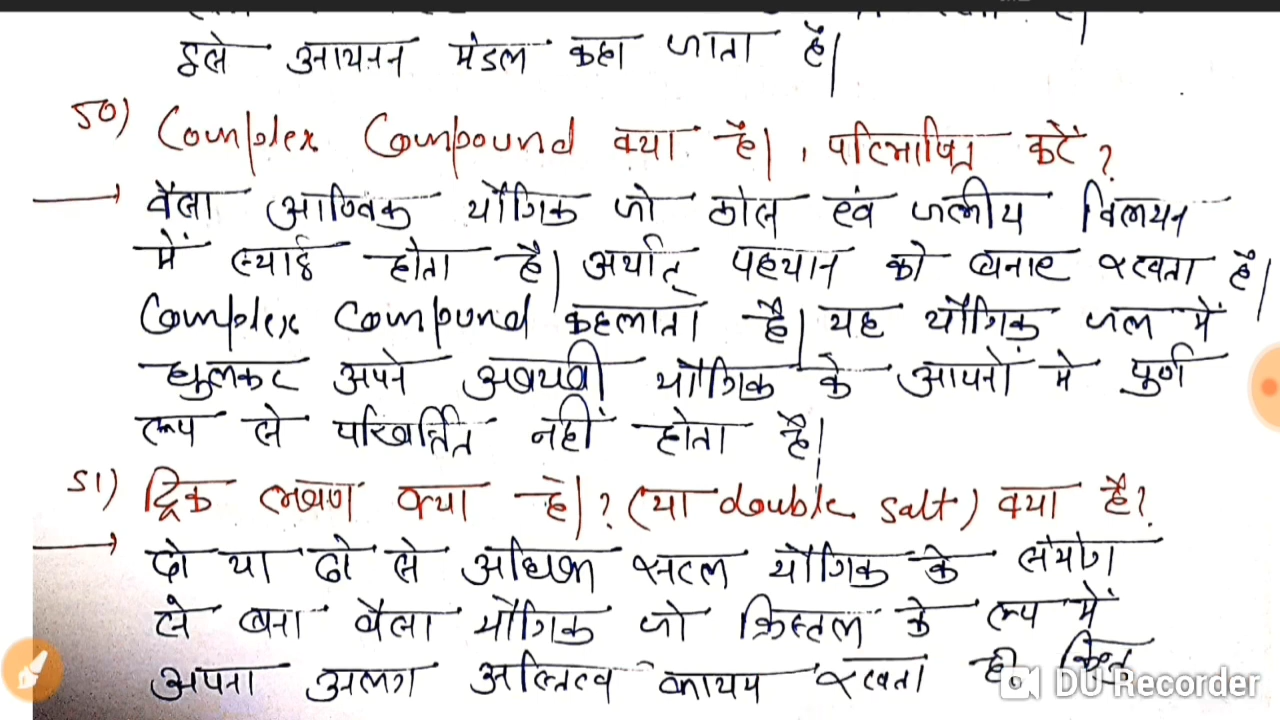 इसे आयनन मंडल कहा जाता है|
50) Complex Compound क्या है| , परिभाषित करें ?
→ वैसा आण्विक यौगिक जो ठोस एवं जलीय विलयन
में स्थाई होता है| अर्थात् पहचान को बनाए रखता है|
Complex Compound कहलाता है| यह यौगिक जल में
घुलकर अपने अवयवी यौगिक के आयनों मे पूर्ण
रूप से परिवर्तित नहीं होता है|
51) द्विक लवण क्या है| ? (या double salt) क्या है ?
→ दो या दो से अधिक सरल यौगिक के संयोग
से बना वैसा यौगिक जो क्रिस्टल के रूप में
अपना अलग अस्तित्व कायम रखता हो किन्तु
DU Recorder